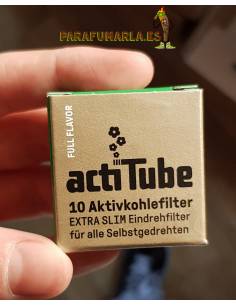 PARAFUMARLA.ES
FULL FLAVOR
actiTube
10 Aktivkohlefilter
EXTRA SLIM Eindrehfilter
für alle Selbstgedrehten